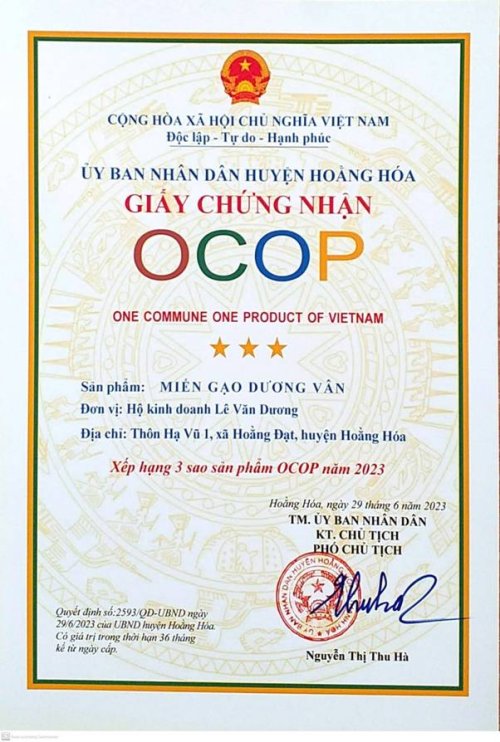 CỘNG HÒA XÃ HỘI CHỦ NGHĨA VIỆT NAM
Độc lập - Tự do - Hạnh phúc
ỦY BAN NHÂN DÂN HUYỆN HOẰNG HÓA
GIẤY CHỨNG NHẬN
OCOP
ONE COMMUNE ONE PRODUCT OF VIETNAM
Sản phẩm: MIẾN GẠO DƯƠNG VÂN
Đơn vị: Hộ kinh doanh Lê Văn Dương
Địa chỉ: Thôn Hạ Vũ 1, xã Hoằng Đạt, huyện Hoằng Hóa
Xếp hạng 3 sao sản phẩm OCOP năm 2023
Hoằng Hóa, ngày 29 tháng 6 năm 2023
TM. ỦY BAN NHÂN DÂN
KT. CHỦ TỊCH
PHÓ CHỦ TỊCH
Quyết định số:2593/QĐ-UBND ngày
29/6/2023 của UBND huyện Hoằng Hóa.
Có giá trị trong thời hạn 36 tháng
kể từ ngày cấp.
Nguyễn Thị Thu Hà